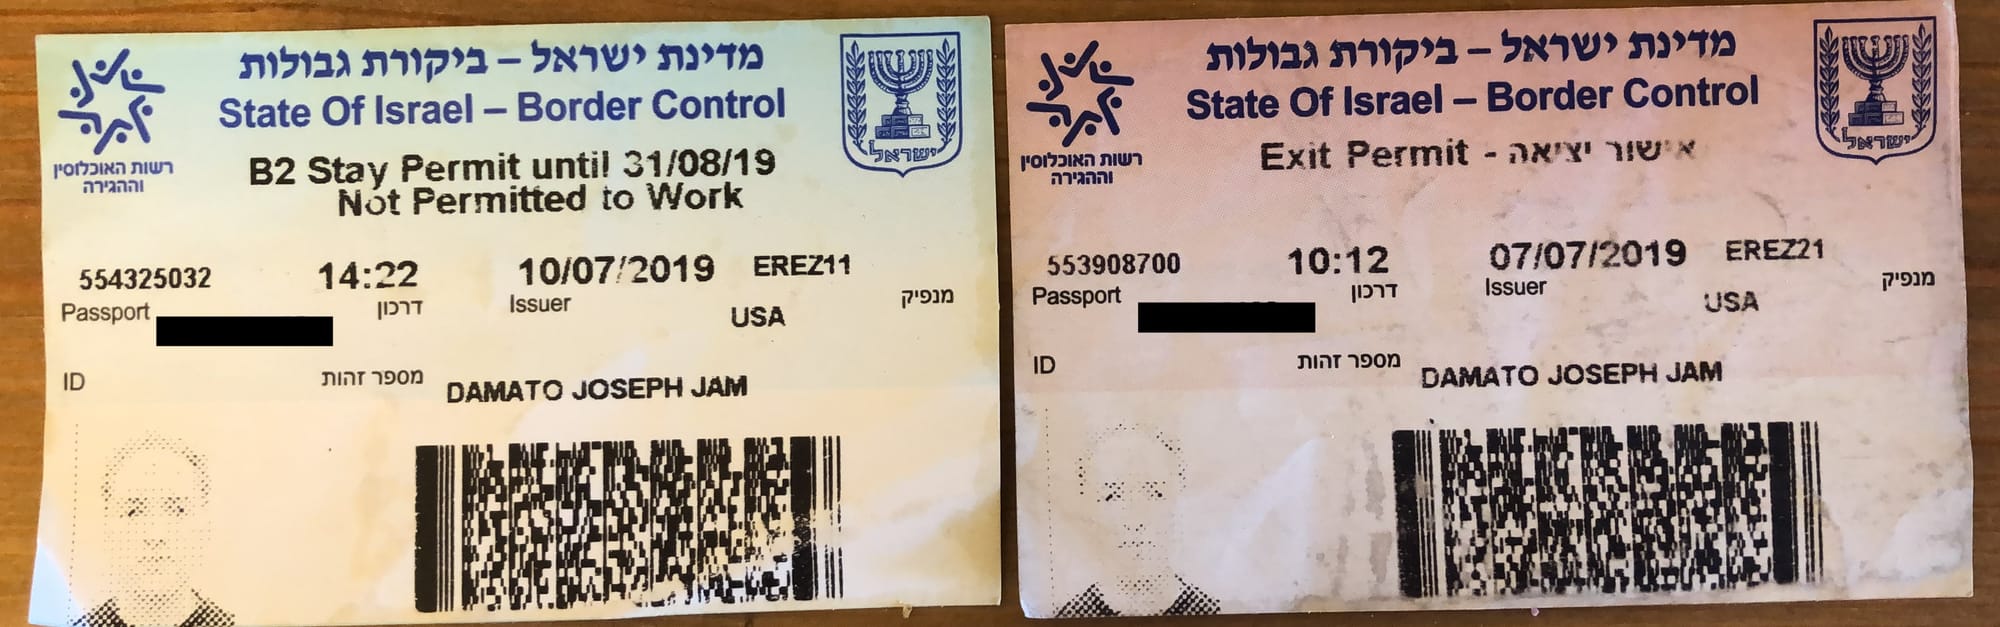 מדינת ישראל – ביקורת גבולות
State Of Israel – Border Control
רשות האוכלוסין
וההגירה
ישראל
B2 Stay Permit until 31/08/19
Not Permitted to Work
554325032 14:22 10/07/2019 EREZ11
Passport דרכון Issuer מנפיק
USA
ID מספר זהות
DAMATO JOSEPH JAM
מדינת ישראל – ביקורת גבולות
State Of Israel – Border Control
רשות האוכלוסין
וההגירה
ישראל
Exit Permit - אישור יציאה
553908700 10:12 07/07/2019 EREZ21
Passport דרכון Issuer מנפיק
USA
ID מספר זהות
DAMATO JOSEPH JAM